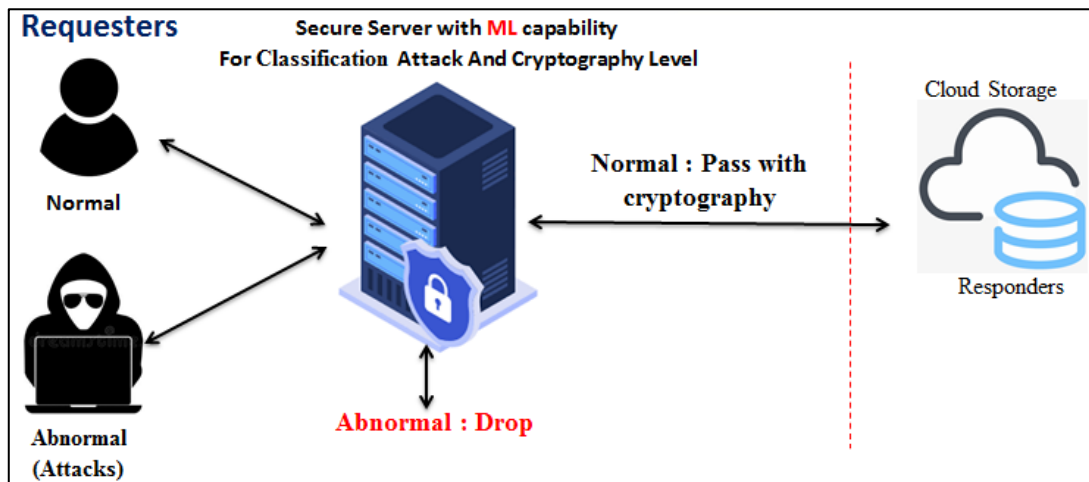 Requesters
Secure Server with ML capability
For Classification Attack And Cryptography Level
Normal
Abnormal
(Attacks)
Abnormal : Drop
Normal : Pass with
cryptography
Cloud Storage
Responders